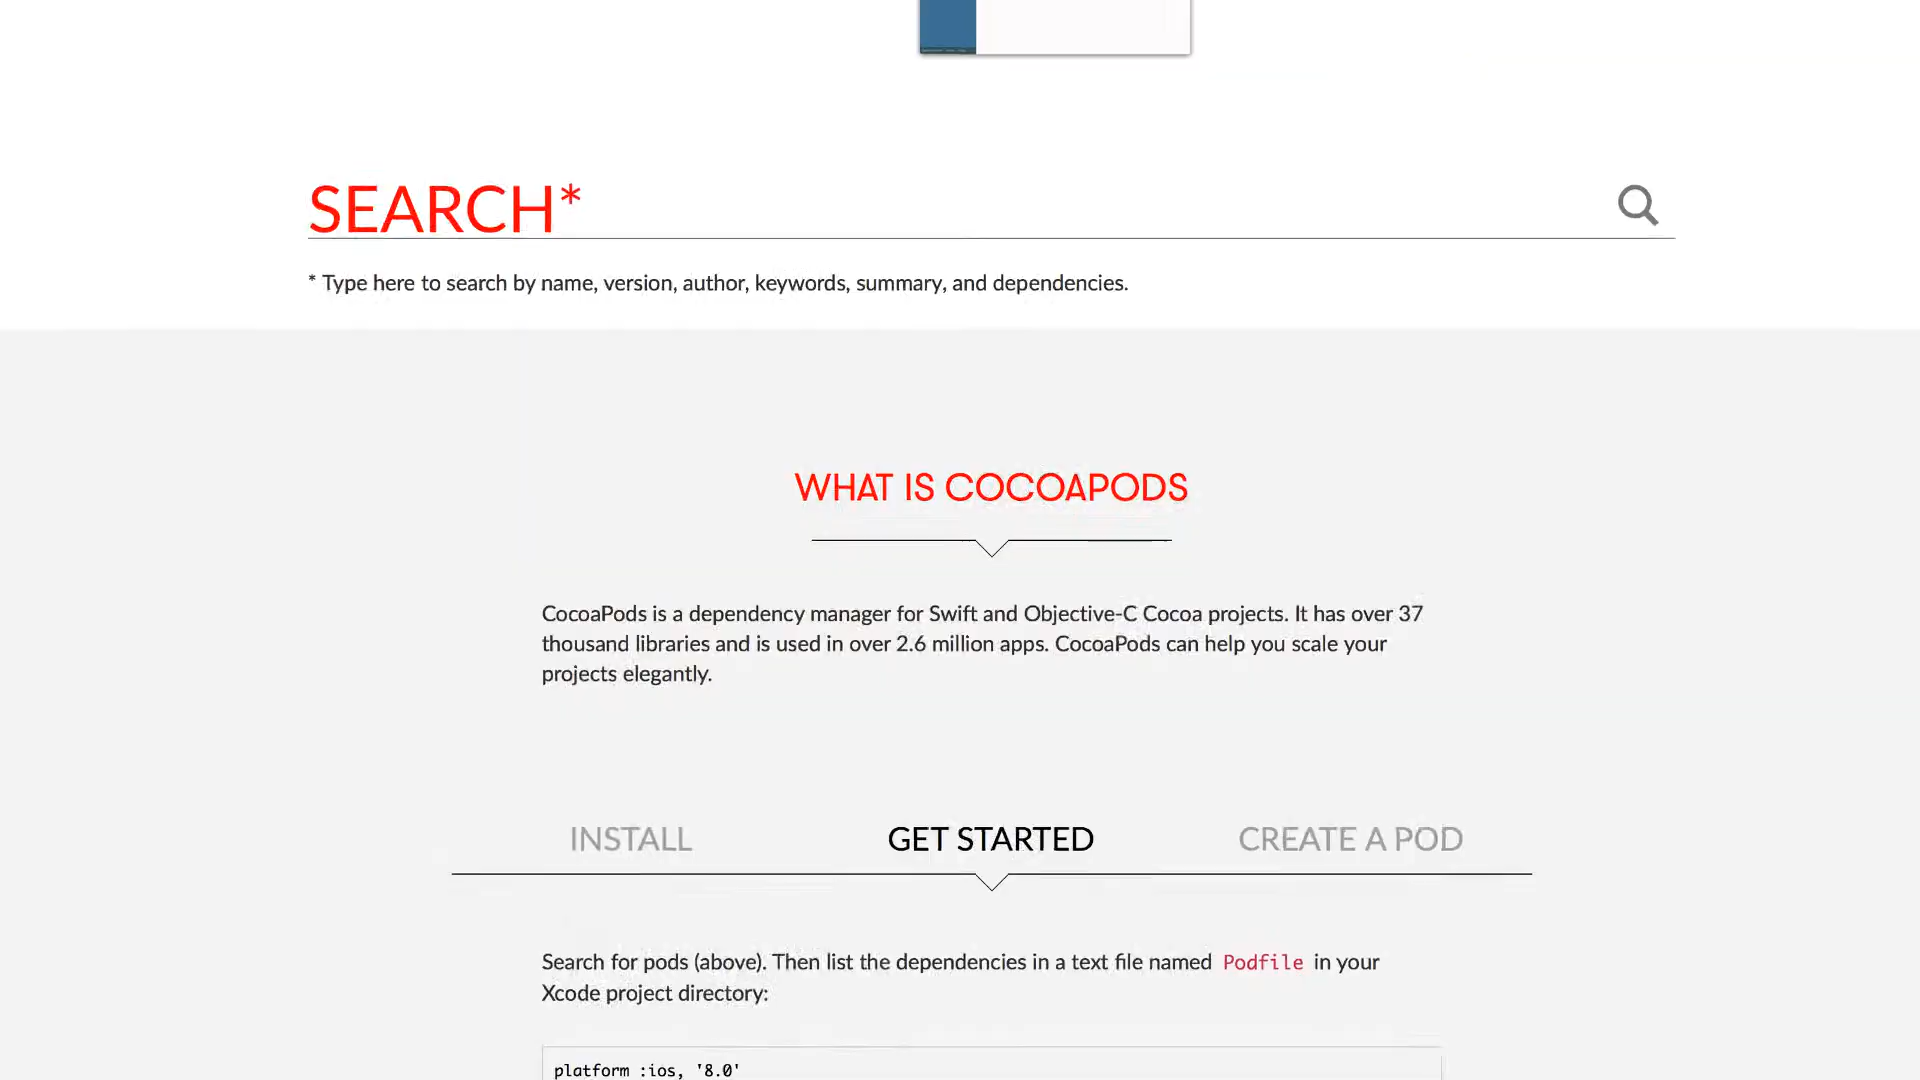 SEARCH*
* Type here to search by name, version, author, keywords, summary, and dependencies.
WHAT IS COCOAPODS
CocoaPods is a dependency manager for Swift and Objective-C Cocoa projects. It has over 37
thousand libraries and is used in over 2.6 million apps. CocoaPods can help you scale your
projects elegantly.
INSTALL
GET STARTED
CREATE A POD
Search for pods (above). Then list the dependencies in a text file named Podfile in your
Xcode project directory:
platform :ios, '8.0'